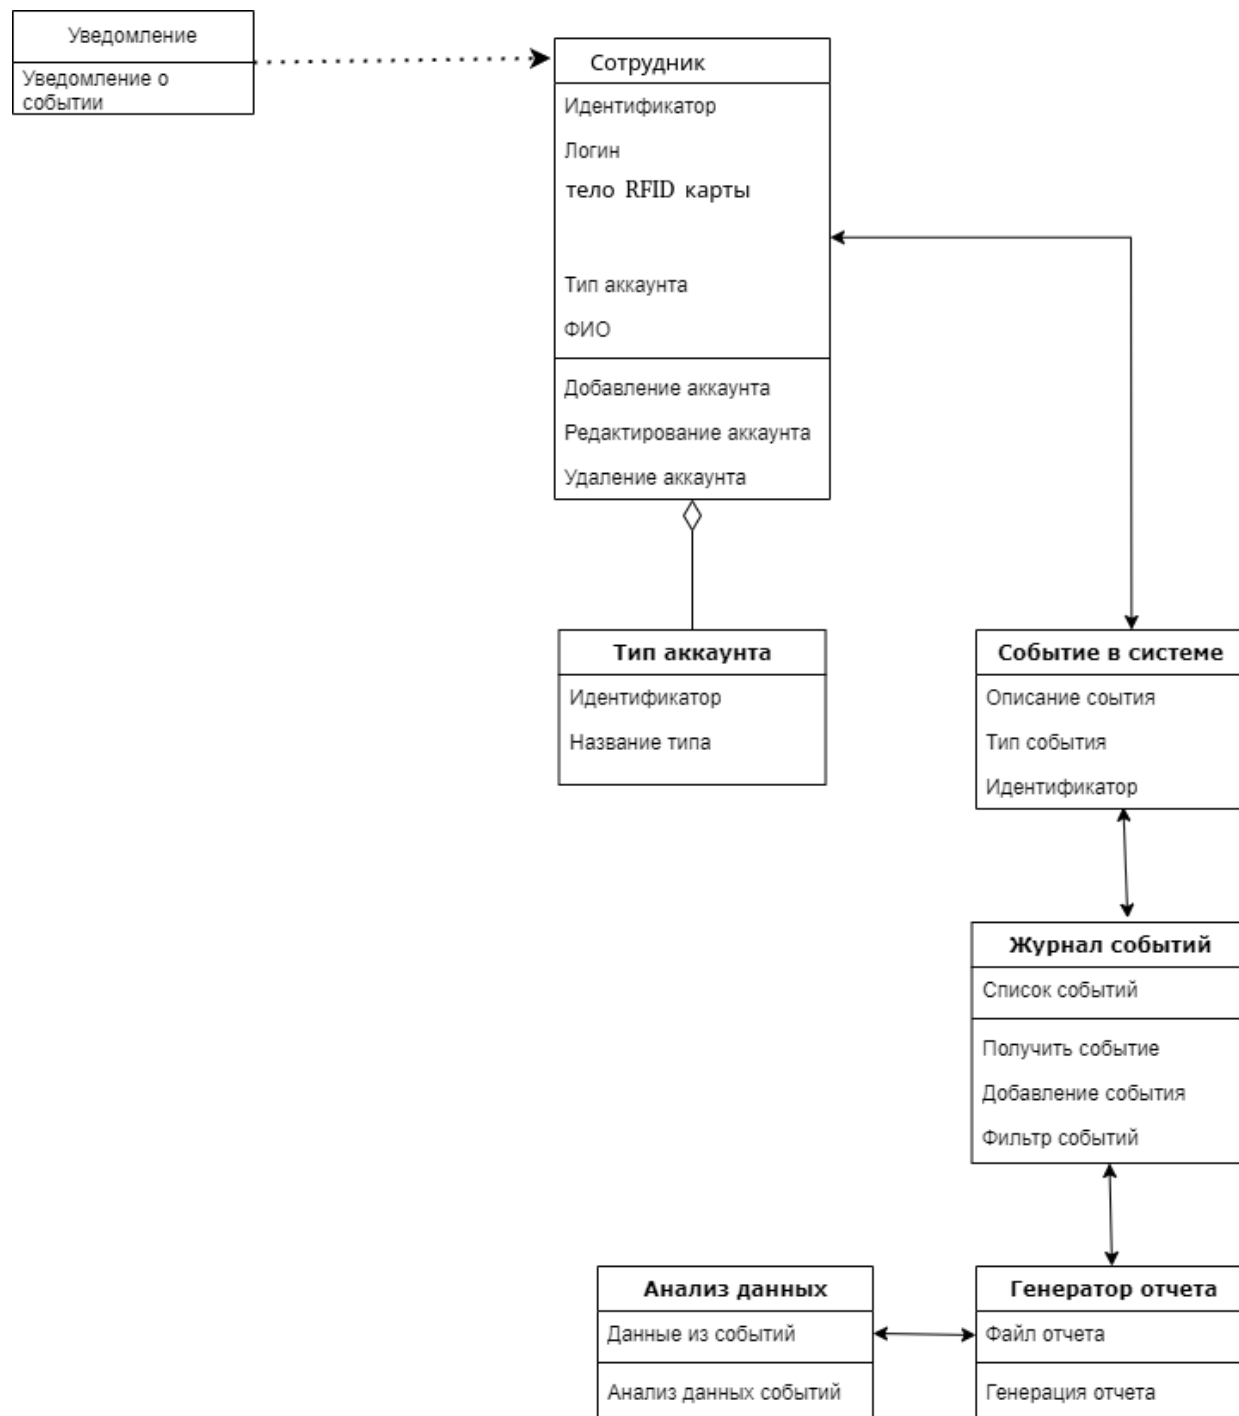 Уведомление
Уведомление о
событии
Сотрудник
Идентификатор
Логин
тело RFID карты
Тип аккаунта
ФИО
Добавление аккаунта
Редактирование аккаунта
Удаление аккаунта
Тип аккаунта
Идентификатор
Название типа
Событие в системе
Описание соытия
Тип события
Идентификатор
Журнал событий
Список событий
Получить событие
Добавление события
Фильтр событий
Анализ данных
Данные из событий
Анализ данных событий
Генератор отчета
Файл отчета
Генерация отчета